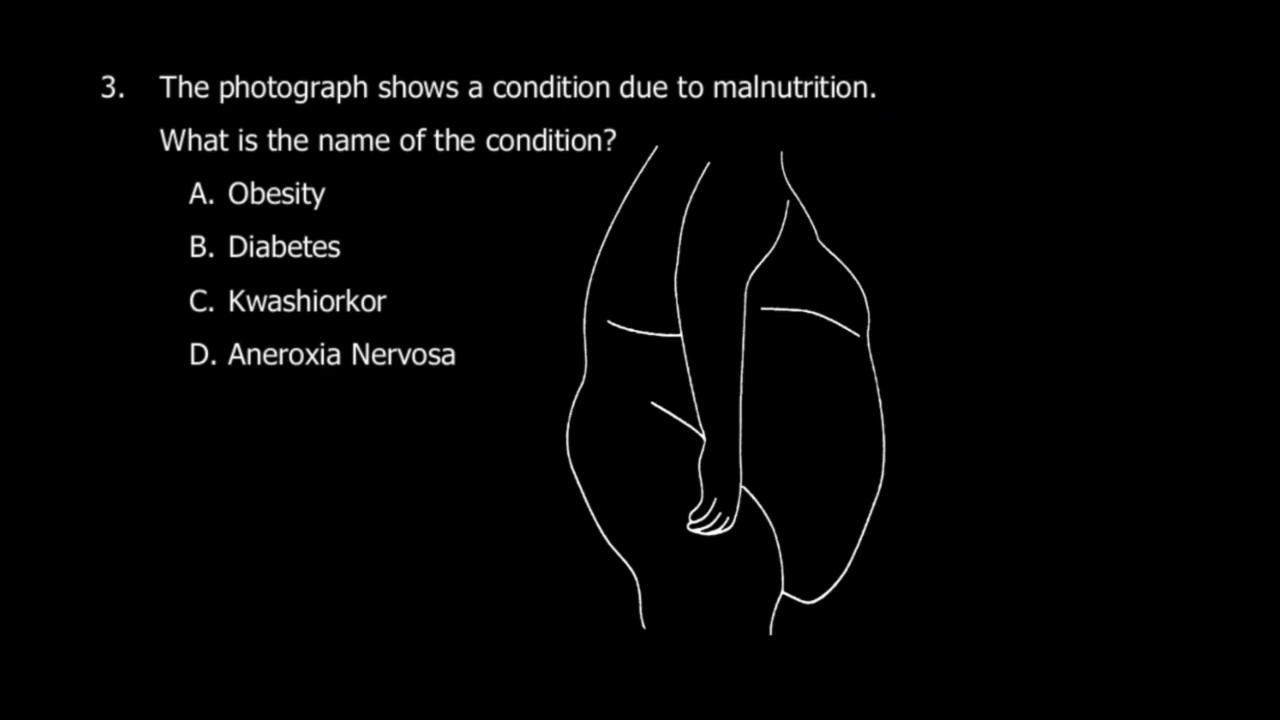 3. The photograph shows a condition due to malnutrition.
What is the name of the condition?
A. Obesity
B. Diabetes
C. Kwashiorkor
D. Aneroxia Nervosa